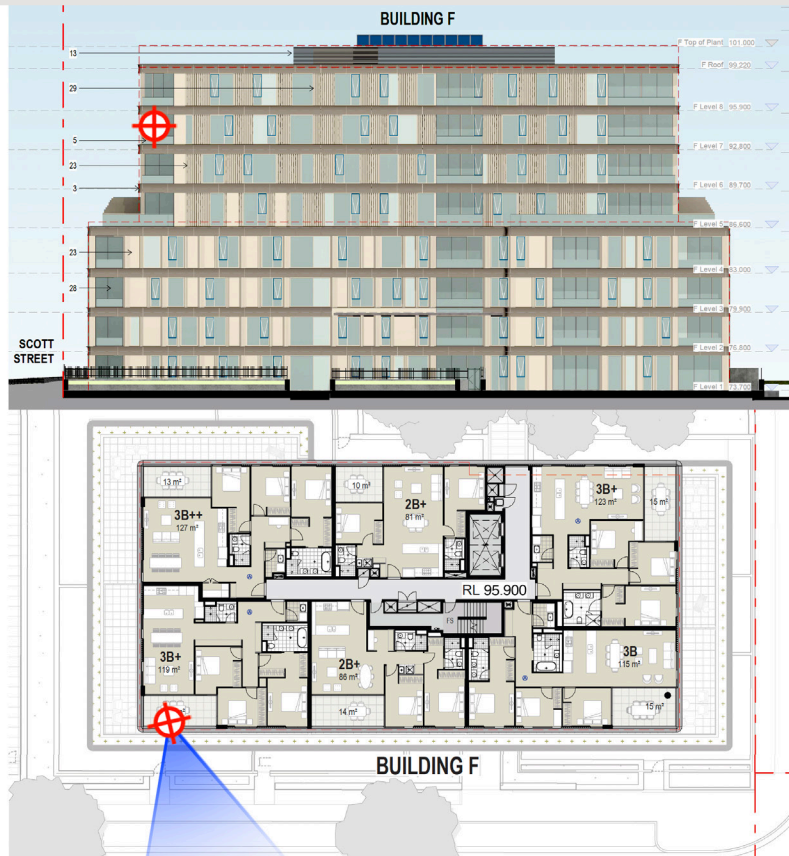 BUILDING F
F Top of Plant 101.000
13
F Roof 99,220
29
F Level 8 95,900
5
F Level 7 92,800
23
3
F Level 6 89,700
F Level 5 86,600
23
F Level 4 83,000
28
F Level 3 79,900
SCOTT
STREET
F Level 2 76,800
F Level 1 73,700
13 m²
10 m²
3B++
127 m²
2B+
81 m²
3B+
123 m²
15 m²
RL 95.900
FS
3B+
119 m²
2B+
86 m²
3B
115 m²
14 m²
15 m²
BUILDING F